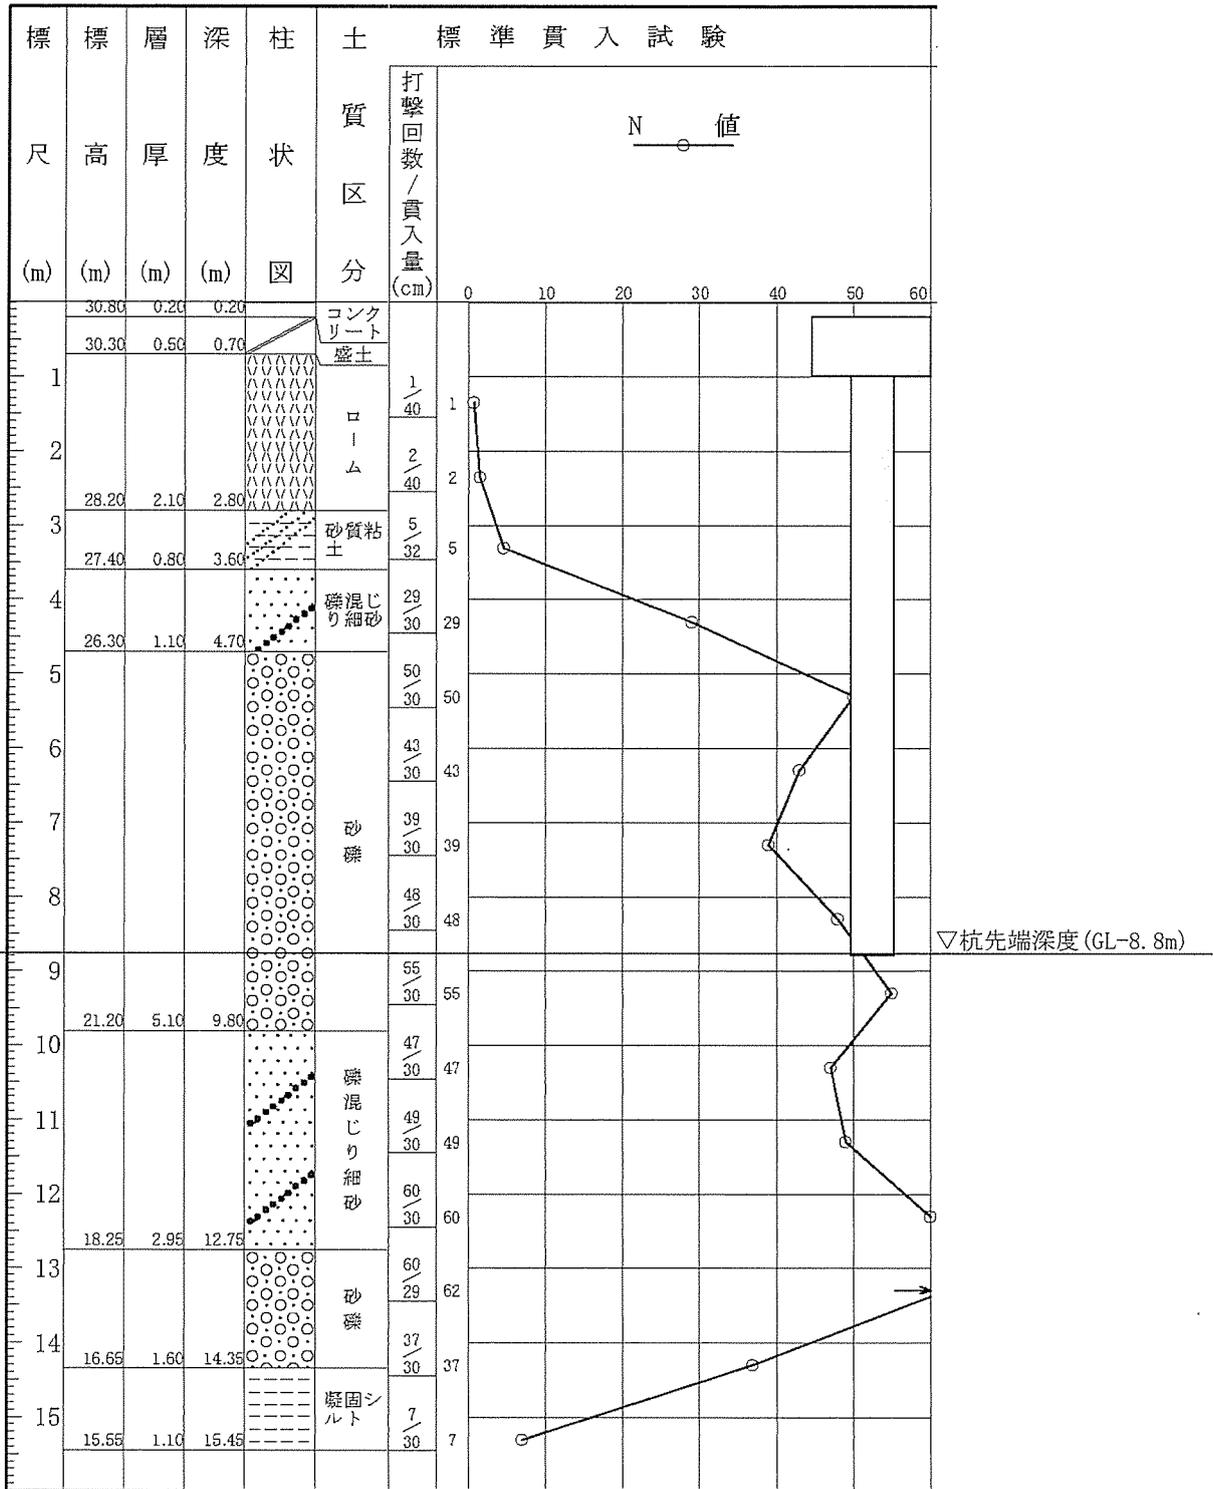 標尺(m)
標高(m)
層厚(m)
深度(m)
柱状図
土質区分
標準貫入試験
打撃回数/貫入量(cm)
N 値
0 10 20 30 40 50 60
30.80 0.20 0.20
コンク
リート
30.30 0.50 0.70
盛土
1
1/40
1
ローム
2
2/40
2
28.20 2.10 2.80
3
砂質粘
土
5/32
5
27.40 0.80 3.60
4
礫混じ
り細砂
29/30
29
26.30 1.10 4.70
5
50/30
50
6
43/30
43
7
砂礫
39/30
39
8
48/30
48
▽杭先端深度(GL-8.8m)
9
55/30
55
21.20 5.10 9.80
10
47/30
47
礫混じり細砂
11
49/30
49
12
60/30
60
18.25 2.95 12.75
13
60/29
62
砂礫
14
37/30
37
16.65 1.60 14.35
凝固シ
ルト
15
7/30
7
15.55 1.10 15.45